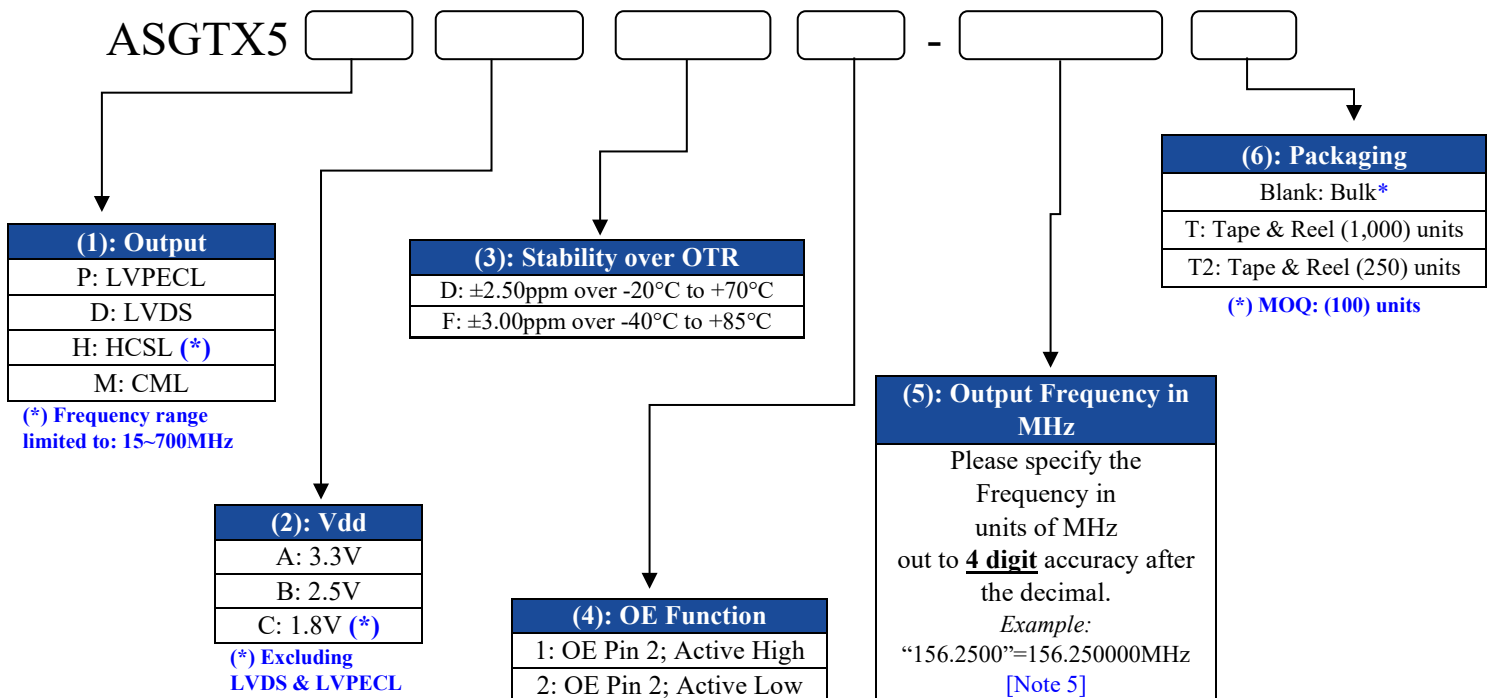 ASGTX5 -
(1): Output
P: LVPECL
D: LVDS
H: HCSL (*)
M: CML
(*) Frequency range
limited to: 15~700MHz
(2): Vdd
A: 3.3V
B: 2.5V
C: 1.8V (*)
(*) Excluding
LVDS & LVPECL
(3): Stability over OTR
D: ±2.50ppm over -20°C to +70°C
F: ±3.00ppm over -40°C to +85°C
(4): OE Function
1: OE Pin 2; Active High
2: OE Pin 2; Active Low
(5): Output Frequency in
MHz
Please specify the
Frequency in
units of MHz
out to 4 digit accuracy after
the decimal.
Example:
“156.2500”=156.250000MHz
[Note 5]
(6): Packaging
Blank: Bulk*
T: Tape & Reel (1,000) units
T2: Tape & Reel (250) units
(*) MOQ: (100) units